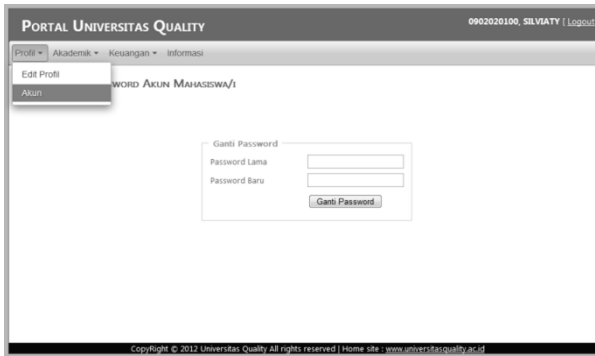 PORTAL UNIVERSITAS QUALITY
0902020100, SILVIATY [ Logout
Profil Akademik Keuangan Informasi
Edit Profil
WORD AKUN MAHASISWA/I
Akun
Ganti Password
Password Lama
Password Baru
Ganti Password
CopyRight © 2012 Universitas Quality All rights reserved | Home site : www.universitasquality.ac.id